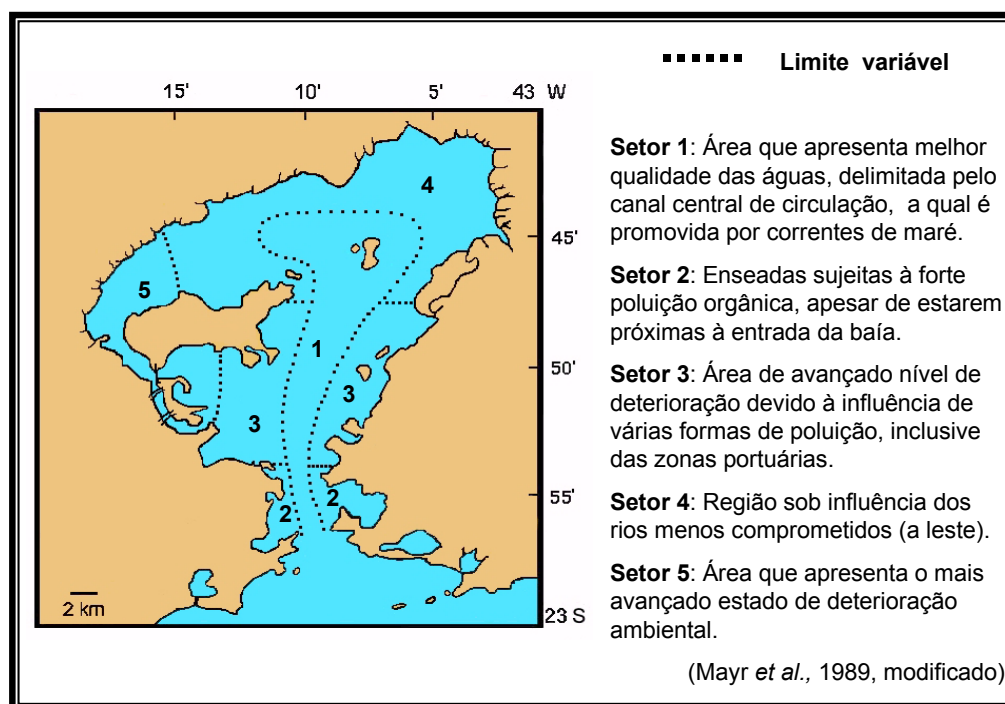 Limite variável
15' 10' 5' 43 W
4
45'
5
1
50'
3
3
55'
2
2
2 km
23 S
Setor 1: Área que apresenta melhor
qualidade das águas, delimitada pelo
canal central de circulação, a qual é
promovida por correntes de maré.
Setor 2: Enseadas sujeitas à forte
poluição orgânica, apesar de estarem
próximas à entrada da baía.
Setor 3: Área de avançado nível de
deterioração devido à influência de
várias formas de poluição, inclusive
das zonas portuárias.
Setor 4: Região sob influência dos
rios menos comprometidos (a leste).
Setor 5: Área que apresenta o mais
avançado estado de deterioração
ambiental.
(Mayr et al., 1989, modificado)